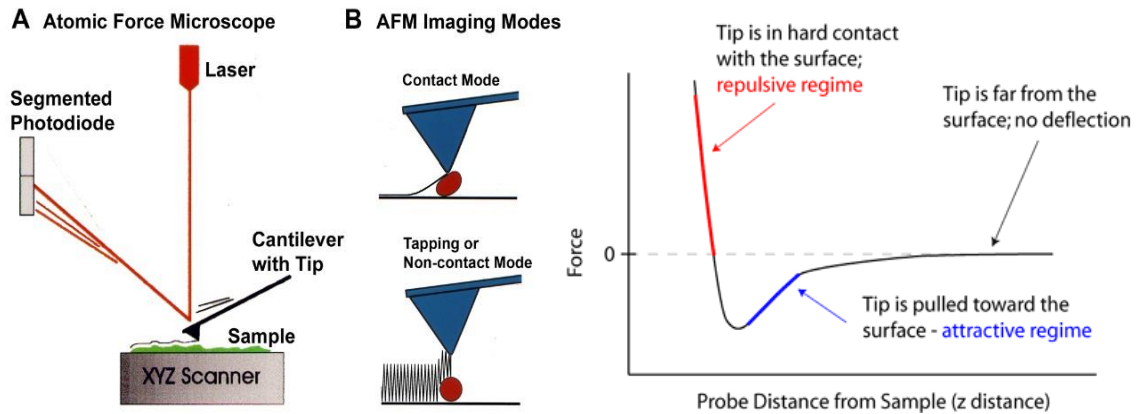 A Atomic Force Microscope
Laser
Segmented
Photodiode
Cantilever
with Tip
Sample
XYZ Scanner
B AFM Imaging Modes
Contact Mode
Tapping or
Non-contact Mode
Tip is in hard contact
with the surface;
repulsive regime
Tip is far from the
surface; no deflection
Force
0
Tip is pulled toward the
surface - attractive regime
Probe Distance from Sample (z distance)